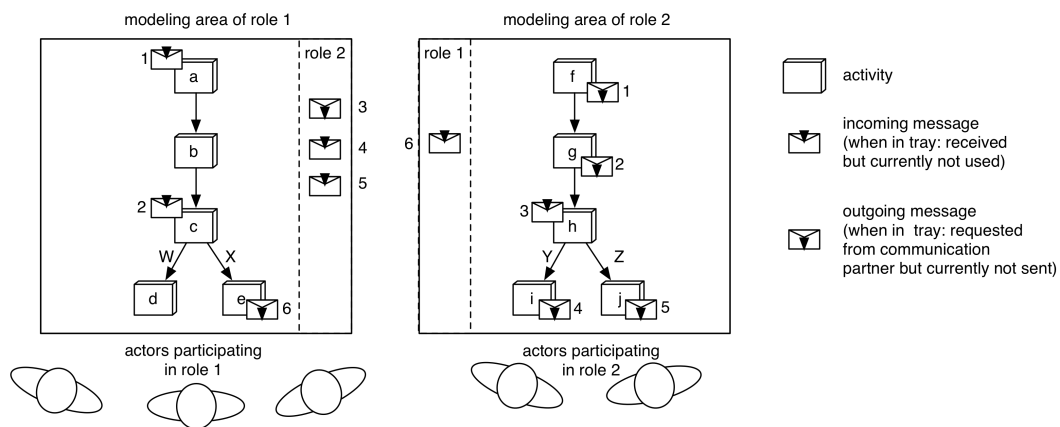 modeling area of role 1
modeling area of role 2
1
a
role 2
3
b
4
5
2
c
W
X
d
e
6
role 1
f
1
6
g
2
3
h
Y
Z
i
4
j
5
activity
incoming message
(when in tray: received
but currently not used)
outgoing message
(when in tray: requested
from communication
partner but currently not sent)
actors participating
in role 1
actors participating
in role 2